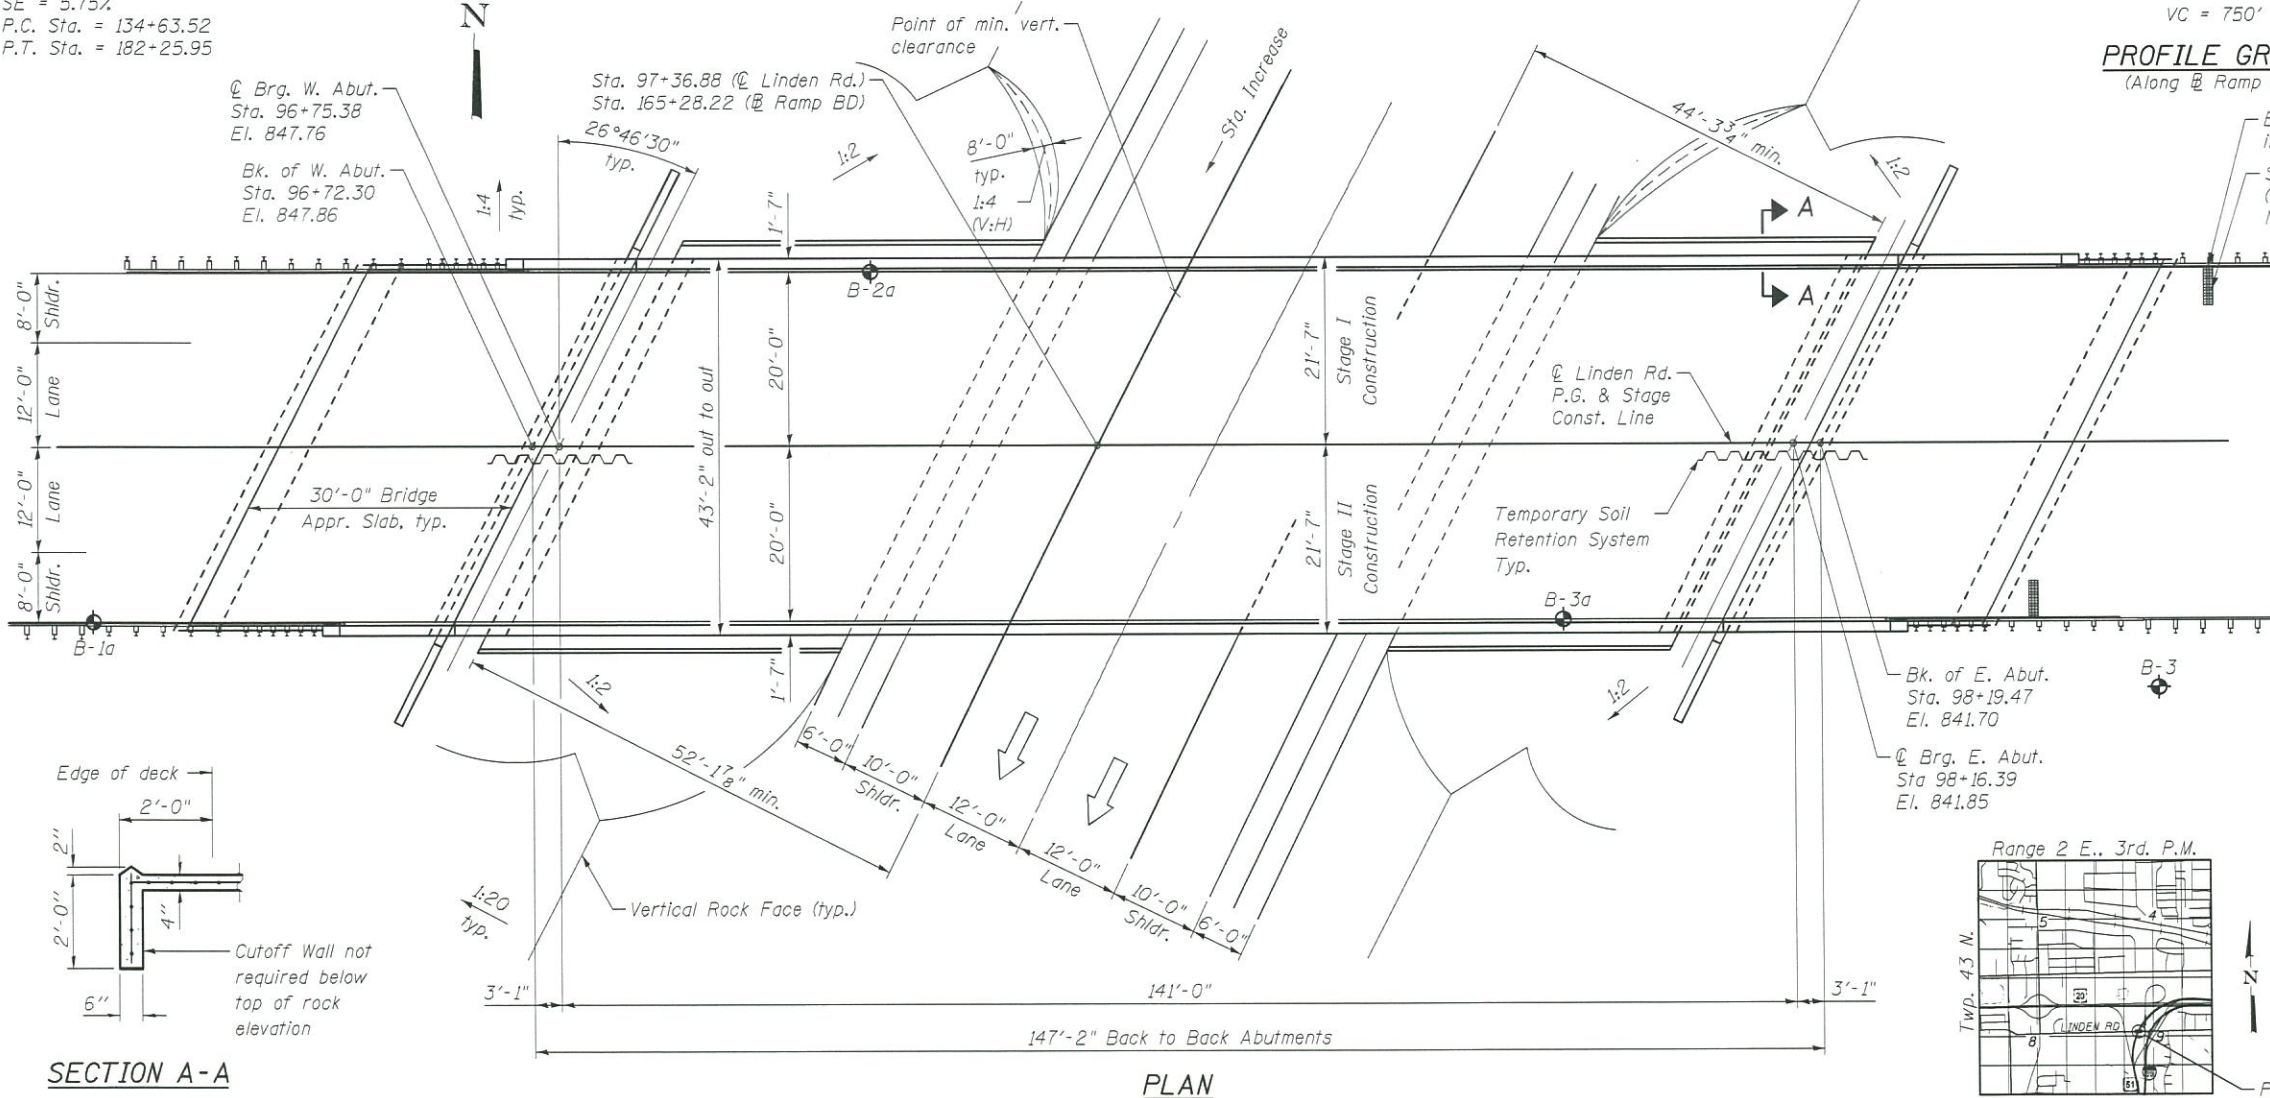 SE = 5.75%
P.C. Sta. = 134+63.52
P.T. Sta. = 182+25.95
N
Point of min. vert.
clearance
VC = 750'
PROFILE GR
(Along ⅊ Ramp
℄ Brg. W. Abut.
Sta. 96+75.38
El. 847.76
Bk. of W. Abut.
Sta. 96+72.30
El. 847.86
Sta. 97+36.88 (℄ Linden Rd.)
Sta. 165+28.22 (⅊ Ramp BD)
26°46'30"
typ.
1:4
typ.
1:2
8'-0"
typ.
1:4
(V:H)
Sta. Increase
44'-3¾" min.
1:2
A
A
1'-7"
B-2a
8'-0"
Shldr.
12'-0"
Lane
12'-0"
Lane
8'-0"
Shldr.
43'-2" out to out
20'-0"
20'-0"
1'-7"
21'-7"
Stage I
Construction
21'-7"
Stage II
Construction
℄ Linden Rd.
P.G. & Stage
Const. Line
30'-0" Bridge
Appr. Slab, typ.
Temporary Soil
Retention System
Typ.
B-1a
B-3a
B-3
1:2
1:2
Bk. of E. Abut.
Sta. 98+19.47
El. 841.70
℄ Brg. E. Abut.
Sta 98+16.39
El. 841.85
52'-1⅞" min.
6'-0"
10'-0"
Shldr.
12'-0"
Lane
12'-0"
Lane
10'-0"
Shldr.
6'-0"
1:20
typ.
Vertical Rock Face (typ.)
Edge of deck
2'-0"
2"
2'-0"
4"
6"
Cutoff Wall not
required below
top of rock
elevation
SECTION A-A
3'-1"
141'-0"
3'-1"
147'-2" Back to Back Abutments
PLAN
Range 2 E., 3rd. P.M.
Twp. 43 N.
5
4
20
LINDEN RD
8
9
51
N
P